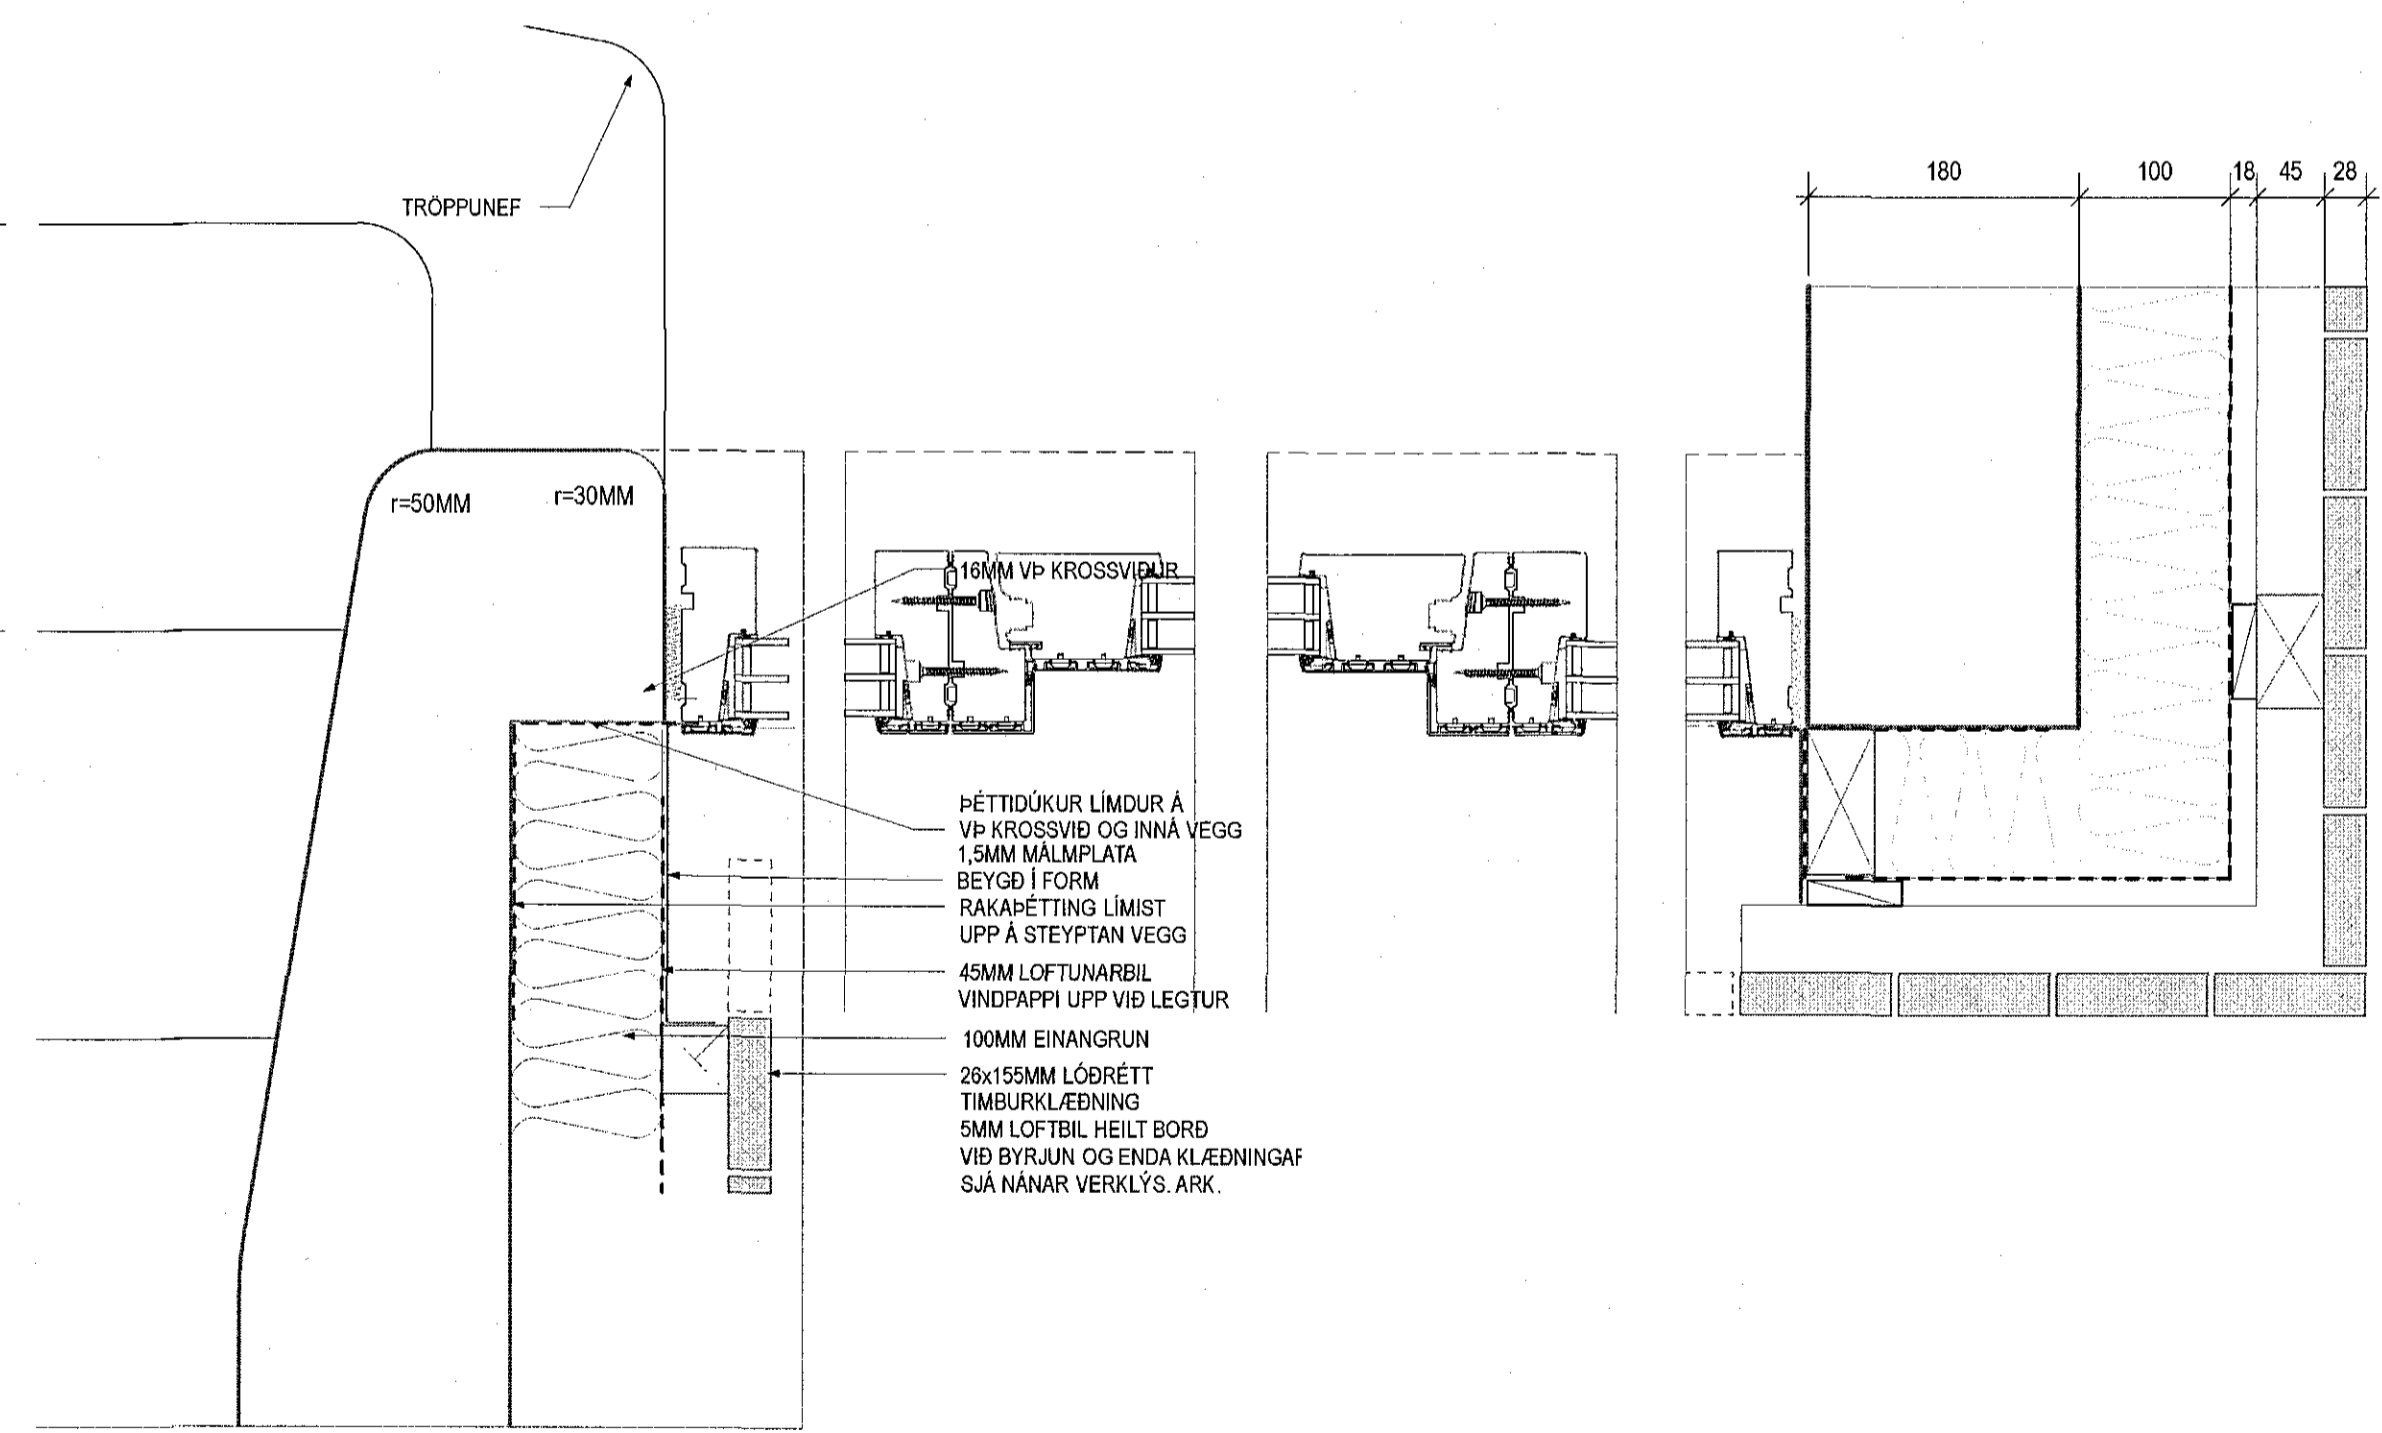 180 100 18 45 28
TRÖPPUNEF
r=50MM r=30MM
16MM VÞ KROSSVIÐUR
ÞÉTTIDÚKUR LÍMDUR Á
VÞ KROSSVIÐ OG INNÁ VEGG
1,5MM MÁLMPLATA
BEYGÐ Í FORM
RAKAÞÉTTING LÍMIST
UPP Á STEYPTAN VEGG
45MM LOFTUNARBIL
VINDPAPPI UPP VIÐ LEGTUR
100MM EINANGRUN
26x155MM LÓÐRÉTT
TIMBURKLÆÐNING
5MM LOFTBIL HEILT BORÐ
VIÐ BYRJUN OG ENDA KLÆÐNINGAR
SJÁ NÁNAR VERKLÝS. ARK.